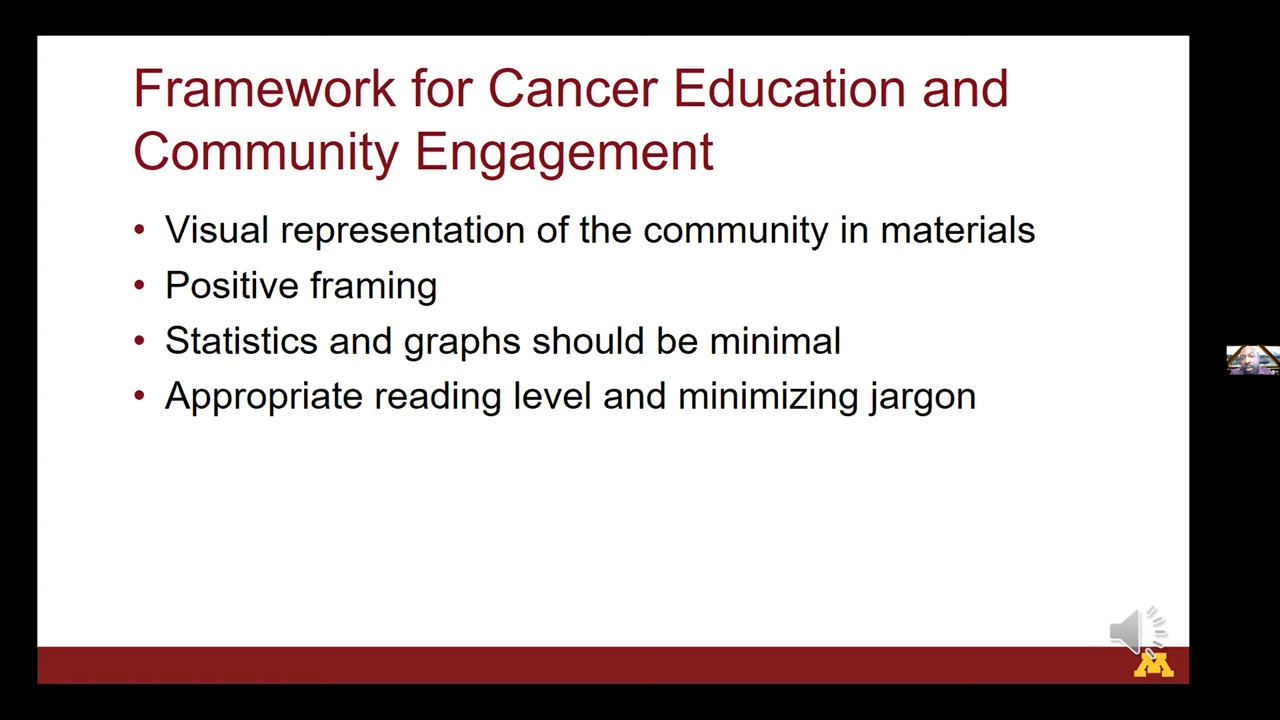 Framework for Cancer Education and
Community Engagement
• Visual representation of the community in materials
• Positive framing
• Statistics and graphs should be minimal
• Appropriate reading level and minimizing jargon
M